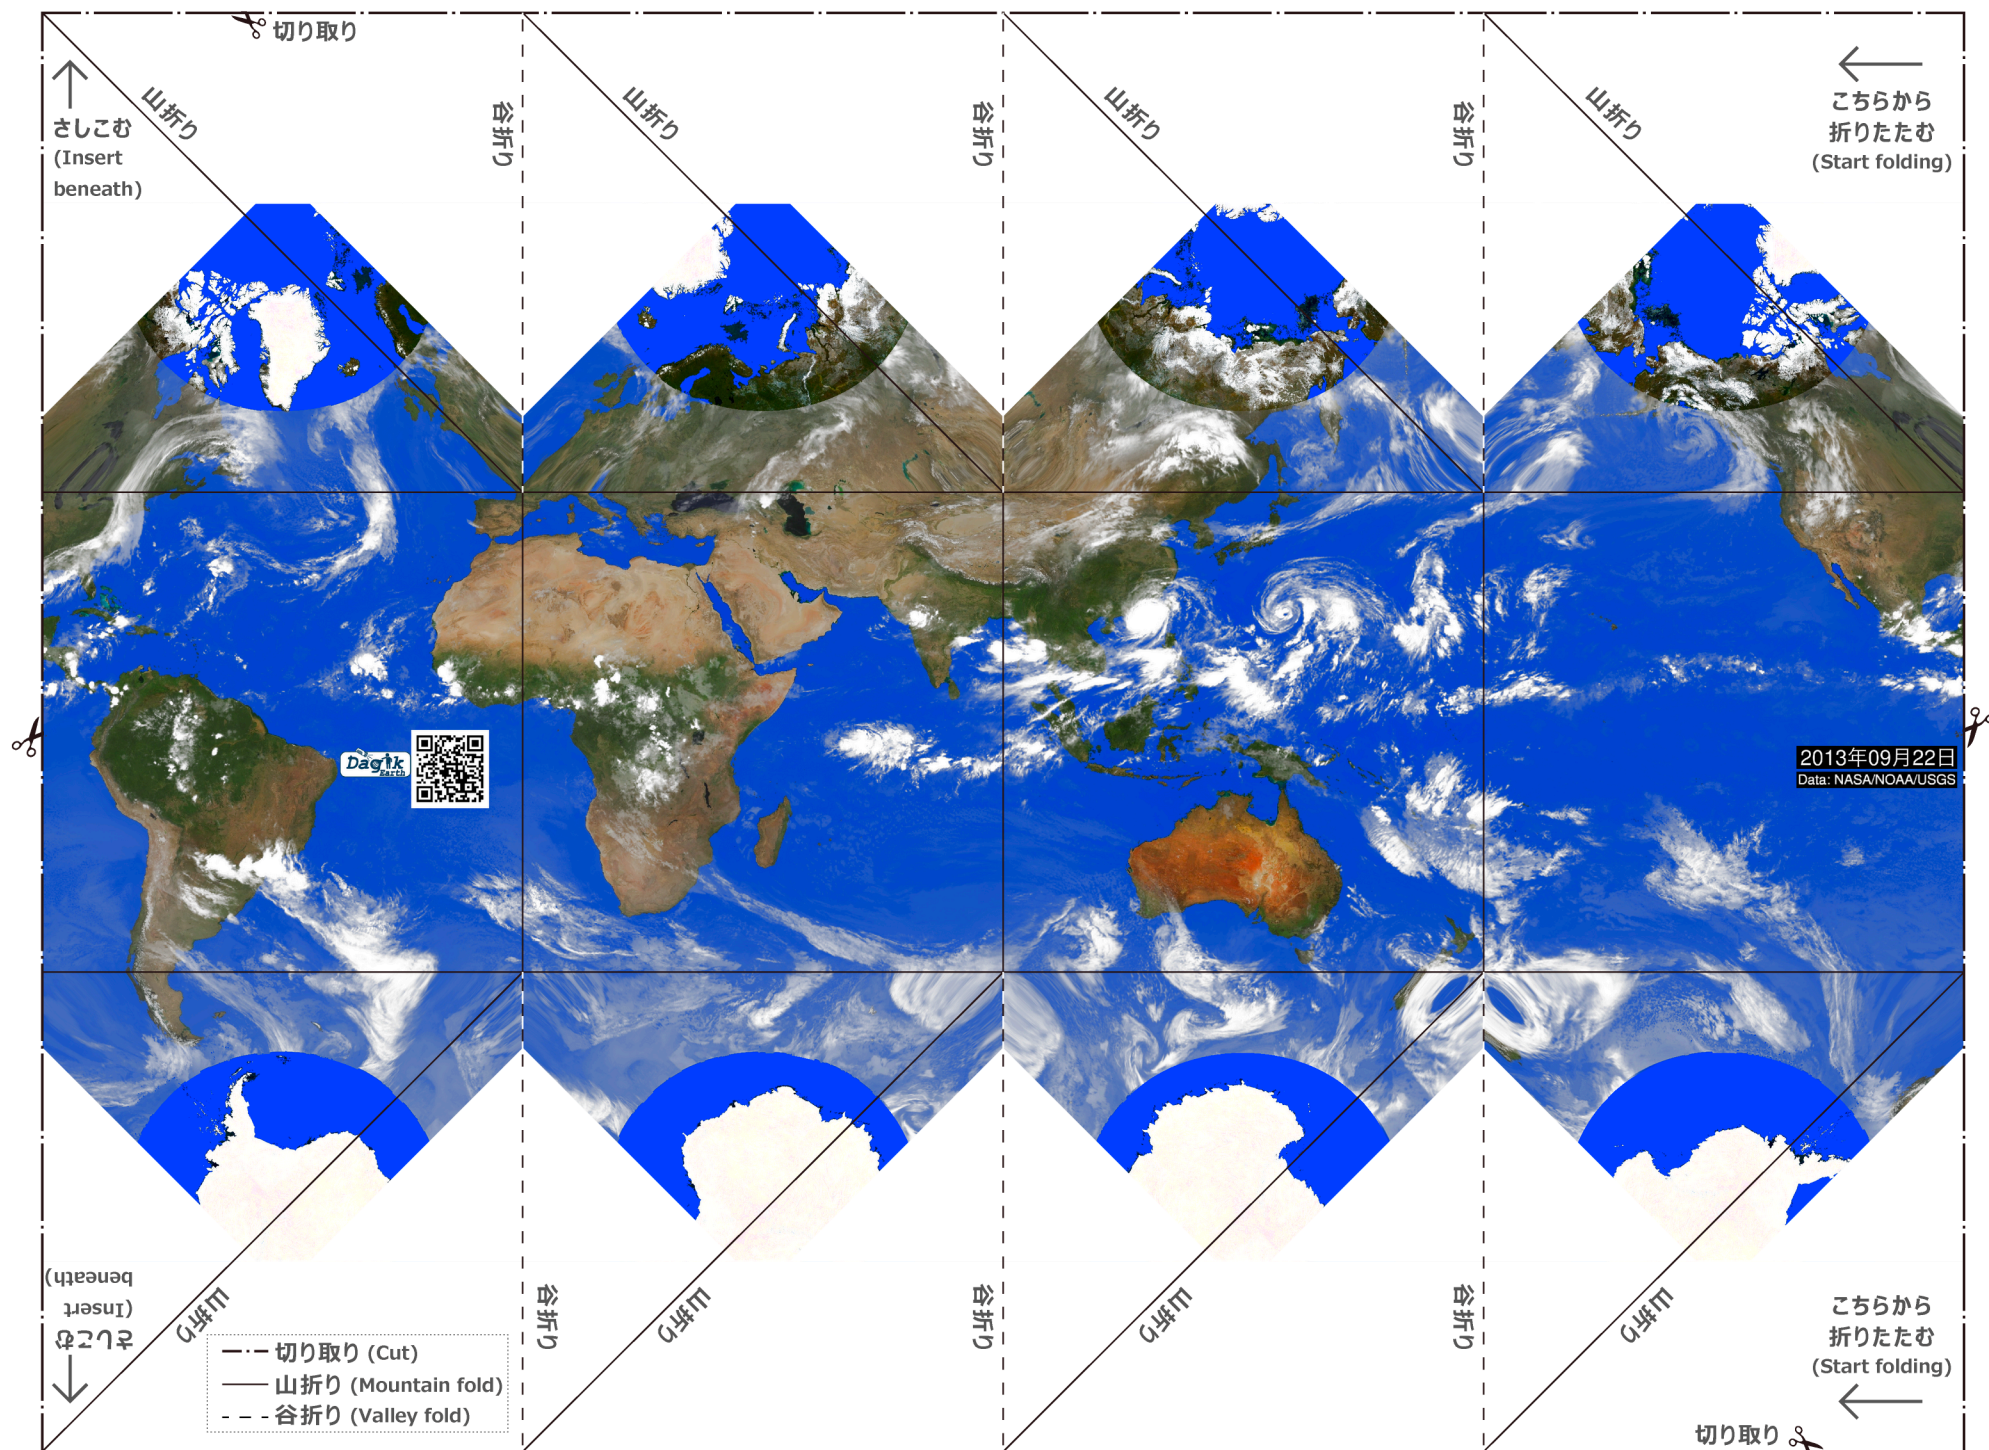 切り取り
さしこむ
(Insert
beneath)
山折り
谷折り
山折り
谷折り
山折り
谷折り
山折り
こちらから
折りたたむ
(Start folding)
Dagik
Earth
2013年09月22日
Data: NASA/NOAA/USGS
さしこむ
(Insert
beneath)
山折り
谷折り
山折り
谷折り
山折り
谷折り
山折り
こちらから
折りたたむ
(Start folding)
切り取り (Cut)
山折り (Mountain fold)
谷折り (Valley fold)
切り取り